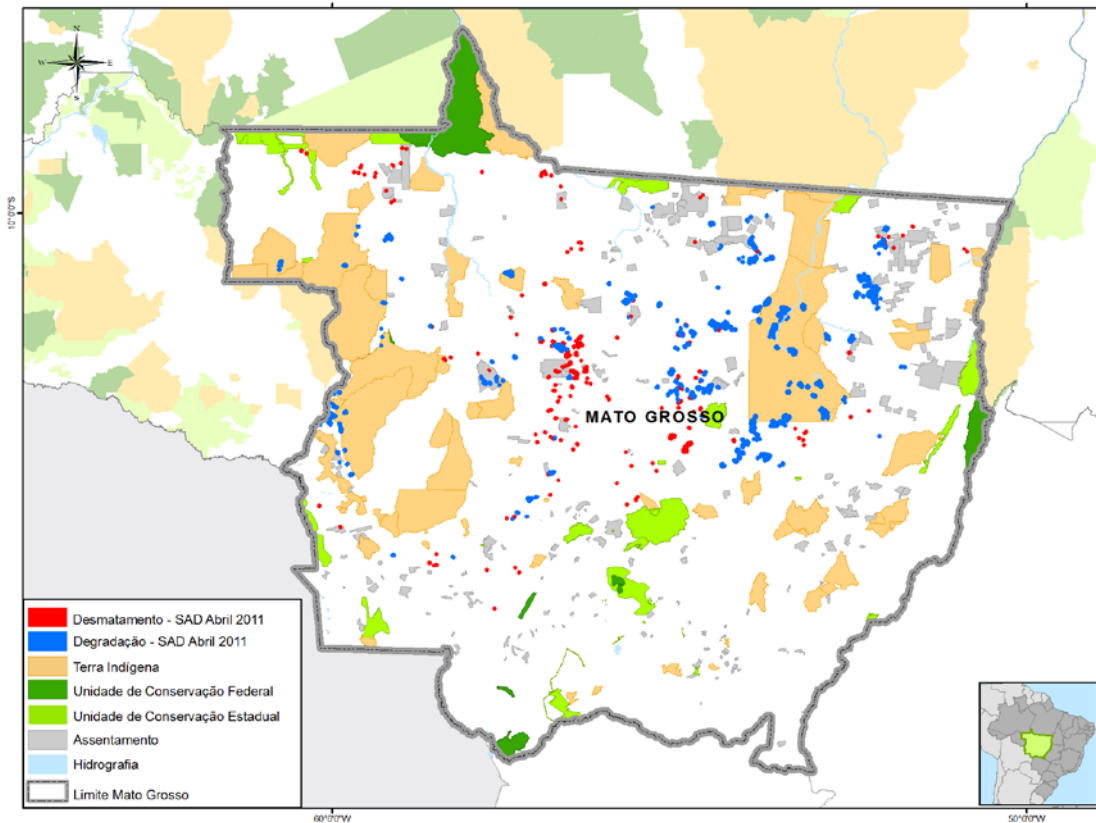 N
W E
S
10°0'0"S
MATO GROSSO
Desmatamento - SAD Abril 2011
Degradação - SAD Abril 2011
Terra Indígena
Unidade de Conservação Federal
Unidade de Conservação Estadual
Assentamento
Hidrografia
Limite Mato Grosso
60°0'0"W
50°0'0"W